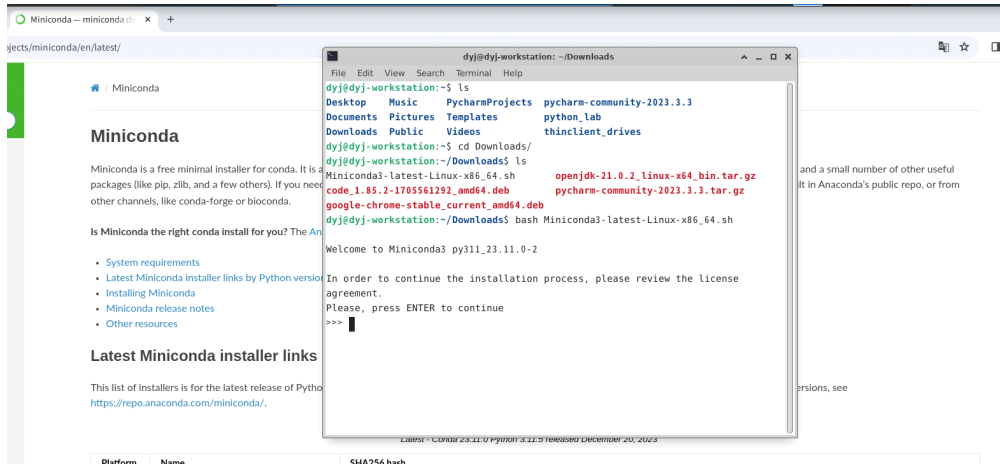 Miniconda — miniconda do
ojects/miniconda/en/latest/
/ Miniconda
Miniconda
Miniconda is a free minimal installer for conda. It is a
and a small number of other useful
packages (like pip, zlib, and a few others). If you need
lt in Anaconda's public repo, or from
other channels, like conda-forge or bioconda.
Is Miniconda the right conda install for you? The An
• System requirements
• Latest Miniconda installer links by Python version
• Installing Miniconda
• Miniconda release notes
• Other resources
Latest Miniconda installer links
This list of installers is for the latest release of Pytho
ersions, see
https://repo.anaconda.com/miniconda/.
Latest - Conda 23.11.0 Python 3.11.5 released December 20, 2023
Platform Name SHA256 hash
dyj@dyj-workstation: ~/Downloads
File Edit View Search Terminal Help
dyj@dyj-workstation:~$ ls
Desktop Music PycharmProjects pycharm-community-2023.3.3
Documents Pictures Templates python_lab
Downloads Public Videos thinclient_drives
dyj@dyj-workstation:~$ cd Downloads/
dyj@dyj-workstation:~/Downloads$ ls
Miniconda3-latest-Linux-x86_64.sh openjdk-21.0.2_linux-x64_bin.tar.gz
code_1.85.2-1705561292_amd64.deb pycharm-community-2023.3.3.tar.gz
google-chrome-stable_current_amd64.deb
dyj@dyj-workstation:~/Downloads$ bash Miniconda3-latest-Linux-x86_64.sh
Welcome to Miniconda3 py311_23.11.0-2
In order to continue the installation process, please review the license
agreement.
Please, press ENTER to continue
>>>